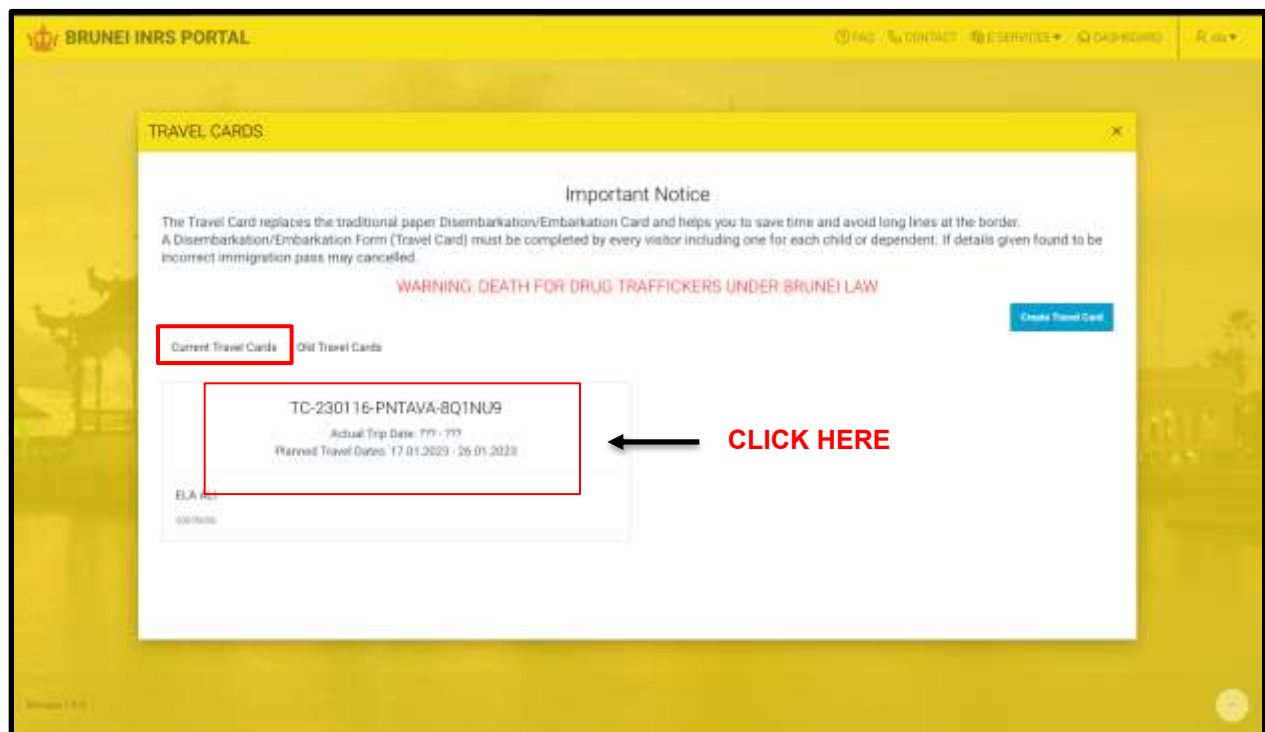 BRUNEI INRS PORTAL
FAQ CONTACT E-SERVICES DASHBOARD
TRAVEL CARDS ×
Important Notice
The Travel Card replaces the traditional paper Disembarkation/Embarkation Card and helps you to save time and avoid long lines at the border.
A Disembarkation/Embarkation Form (Travel Card) must be completed by every visitor including one for each child or dependent. If details given found to be
incorrect immigration pass may cancelled.
WARNING: DEATH FOR DRUG TRAFFICKERS UNDER BRUNEI LAW
Create Travel Card
Current Travel Cards Old Travel Cards
TC-230116-PNTAVA-8Q1NU9
Actual Trip Date: ??? - ???
Planned Travel Dates: 17.01.2023 - 26.01.2023
CLICK HERE
ELA ALI